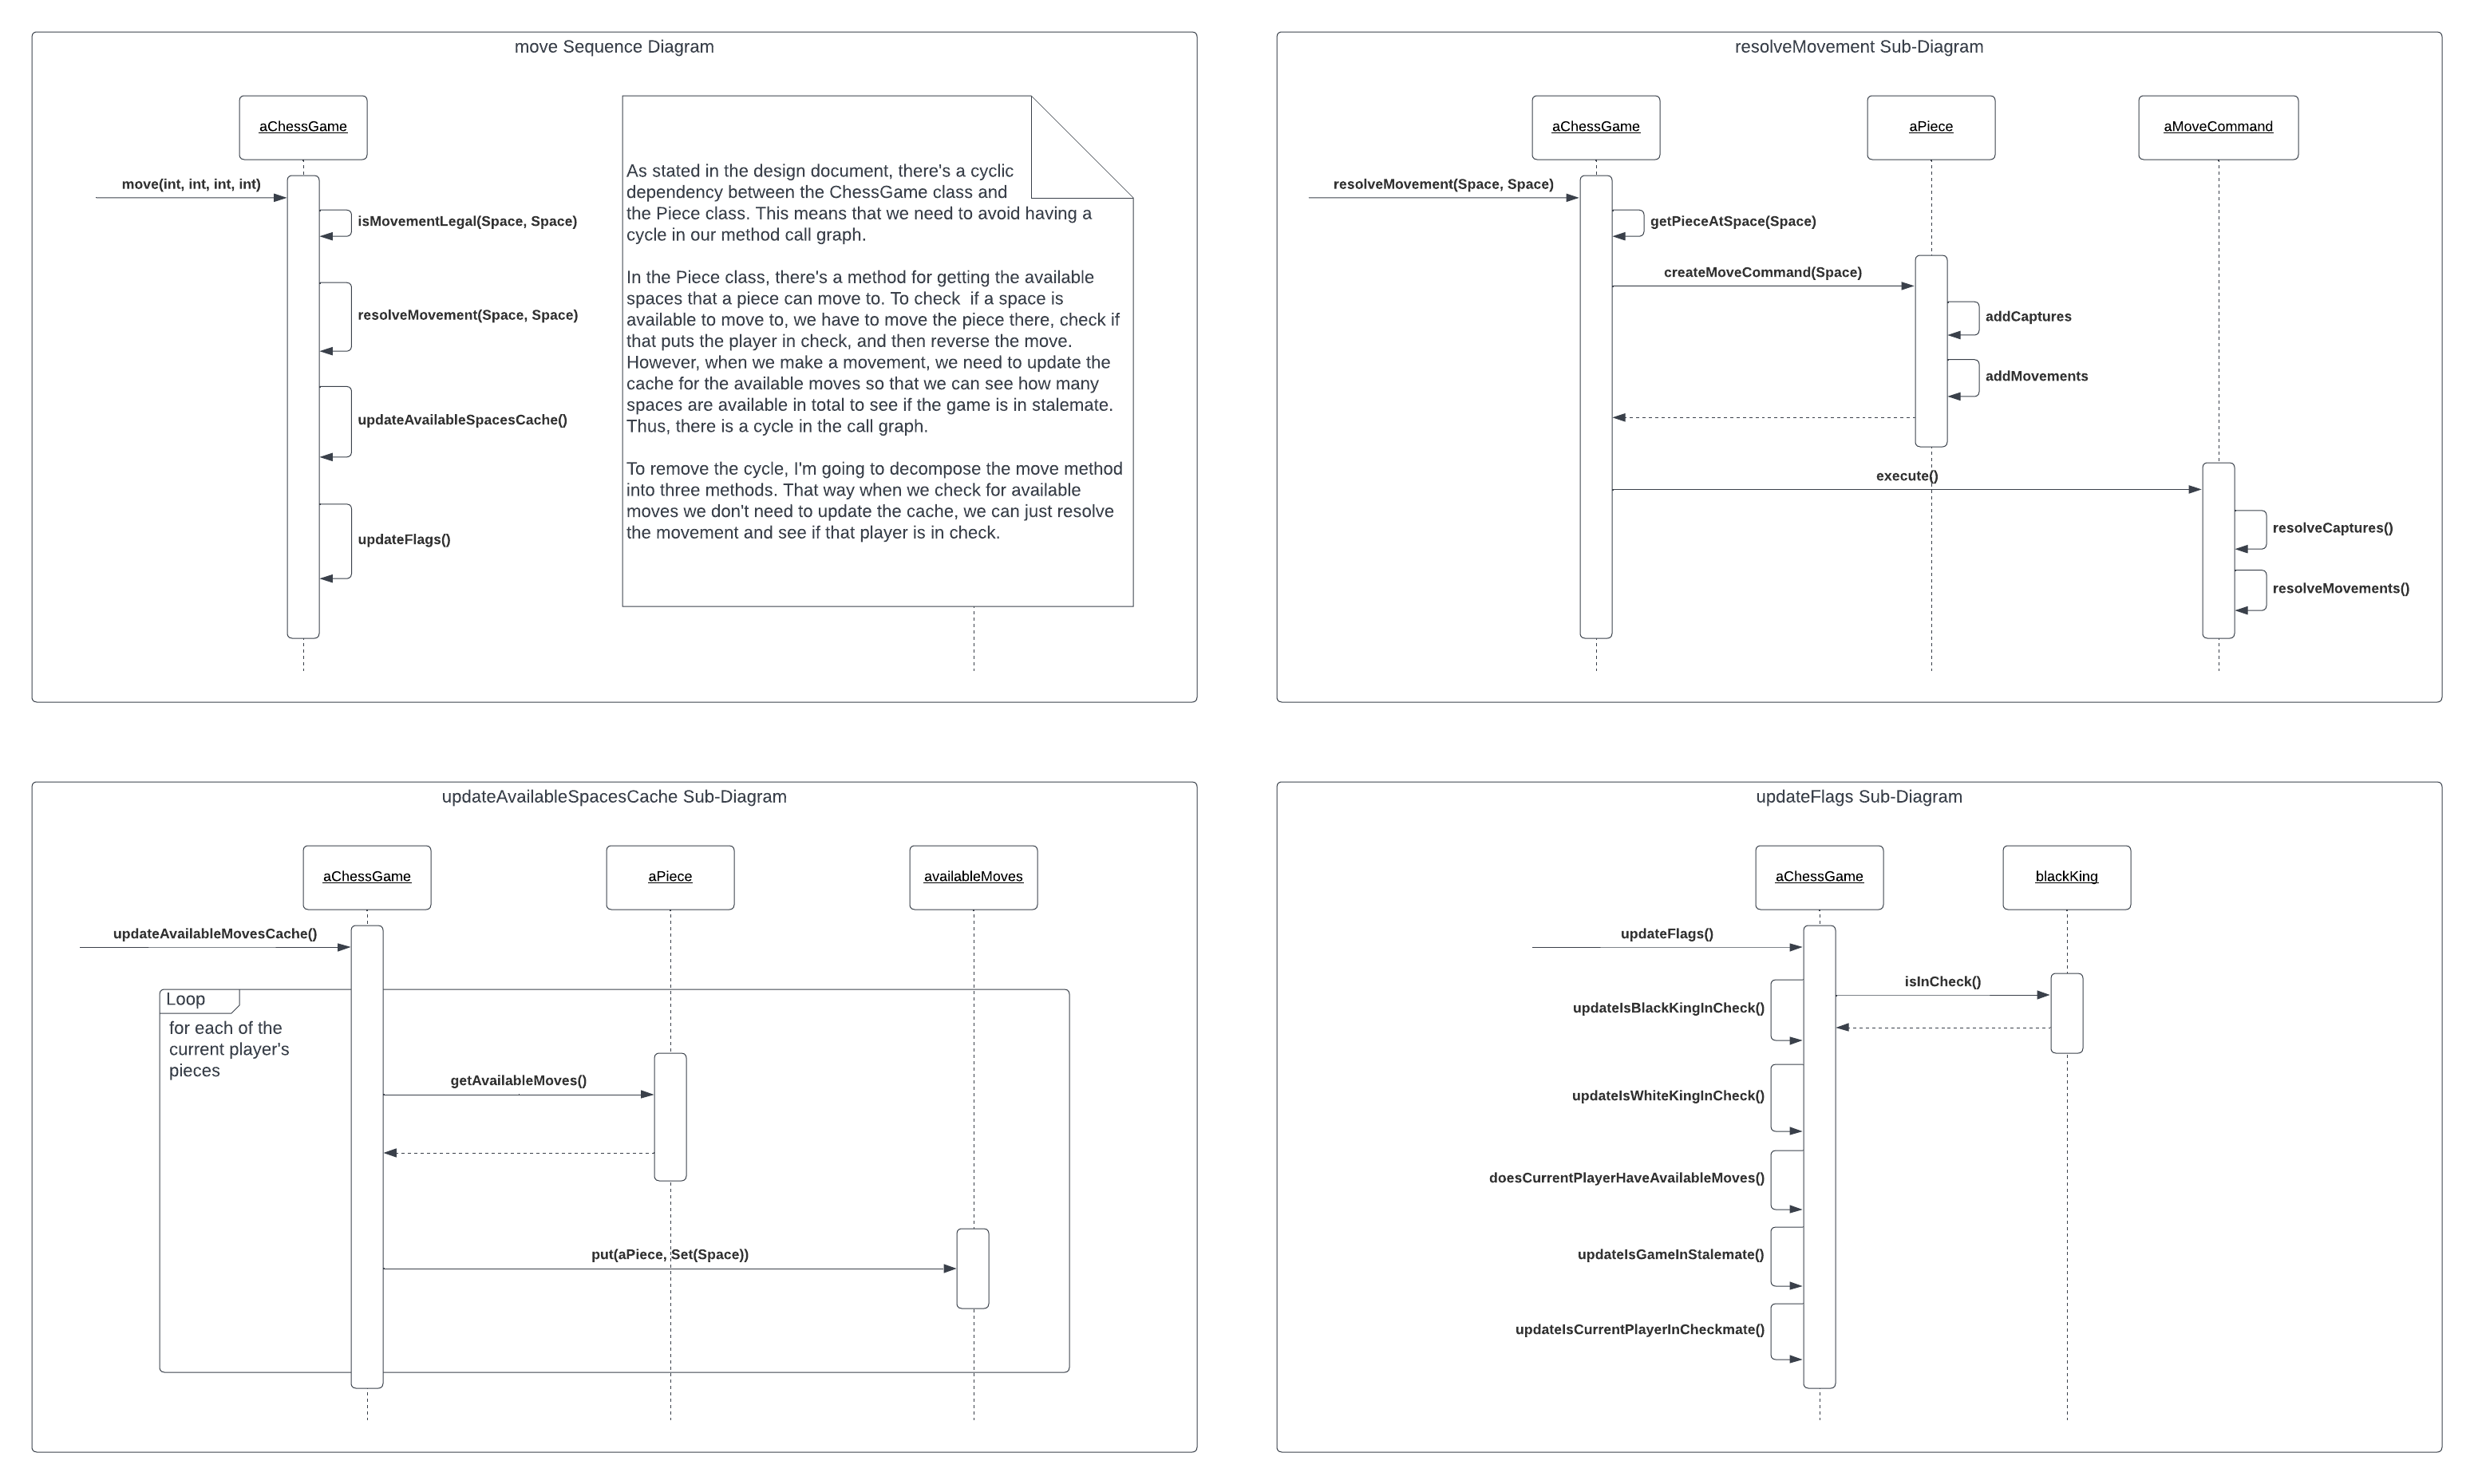 move Sequence Diagram
aChessGame
move(int, int, int, int)
isMovementLegal(Space, Space)
resolveMovement(Space, Space)
updateAvailableSpacesCache()
updateFlags()
As stated in the design document, there's a cyclic
dependency between the ChessGame class and
the Piece class. This means that we need to avoid having a
cycle in our method call graph.
In the Piece class, there's a method for getting the available
spaces that a piece can move to. To check  if a space is
available to move to, we have to move the piece there, check if
that puts the player in check, and then reverse the move.
However, when we make a movement, we need to update the
cache for the available moves so that we can see how many
spaces are available in total to see if the game is in stalemate.
Thus, there is a cycle in the call graph.
To remove the cycle, I'm going to decompose the move method
into three methods. That way when we check for available
moves we don't need to update the cache, we can just resolve
the movement and see if that player is in check.
resolveMovement Sub-Diagram
aChessGame
aPiece
aMoveCommand
resolveMovement(Space, Space)
getPieceAtSpace(Space)
createMoveCommand(Space)
addCaptures
addMovements
execute()
resolveCaptures()
resolveMovements()
updateAvailableSpacesCache Sub-Diagram
aChessGame
aPiece
availableMoves
updateAvailableMovesCache()
Loop
for each of the
current player's
pieces
getAvailableMoves()
put(aPiece, Set(Space))
updateFlags Sub-Diagram
aChessGame
blackKing
updateFlags()
isInCheck()
updateIsBlackKingInCheck()
updateIsWhiteKingInCheck()
doesCurrentPlayerHaveAvailableMoves()
updateIsGameInStalemate()
updateIsCurrentPlayerInCheckmate()